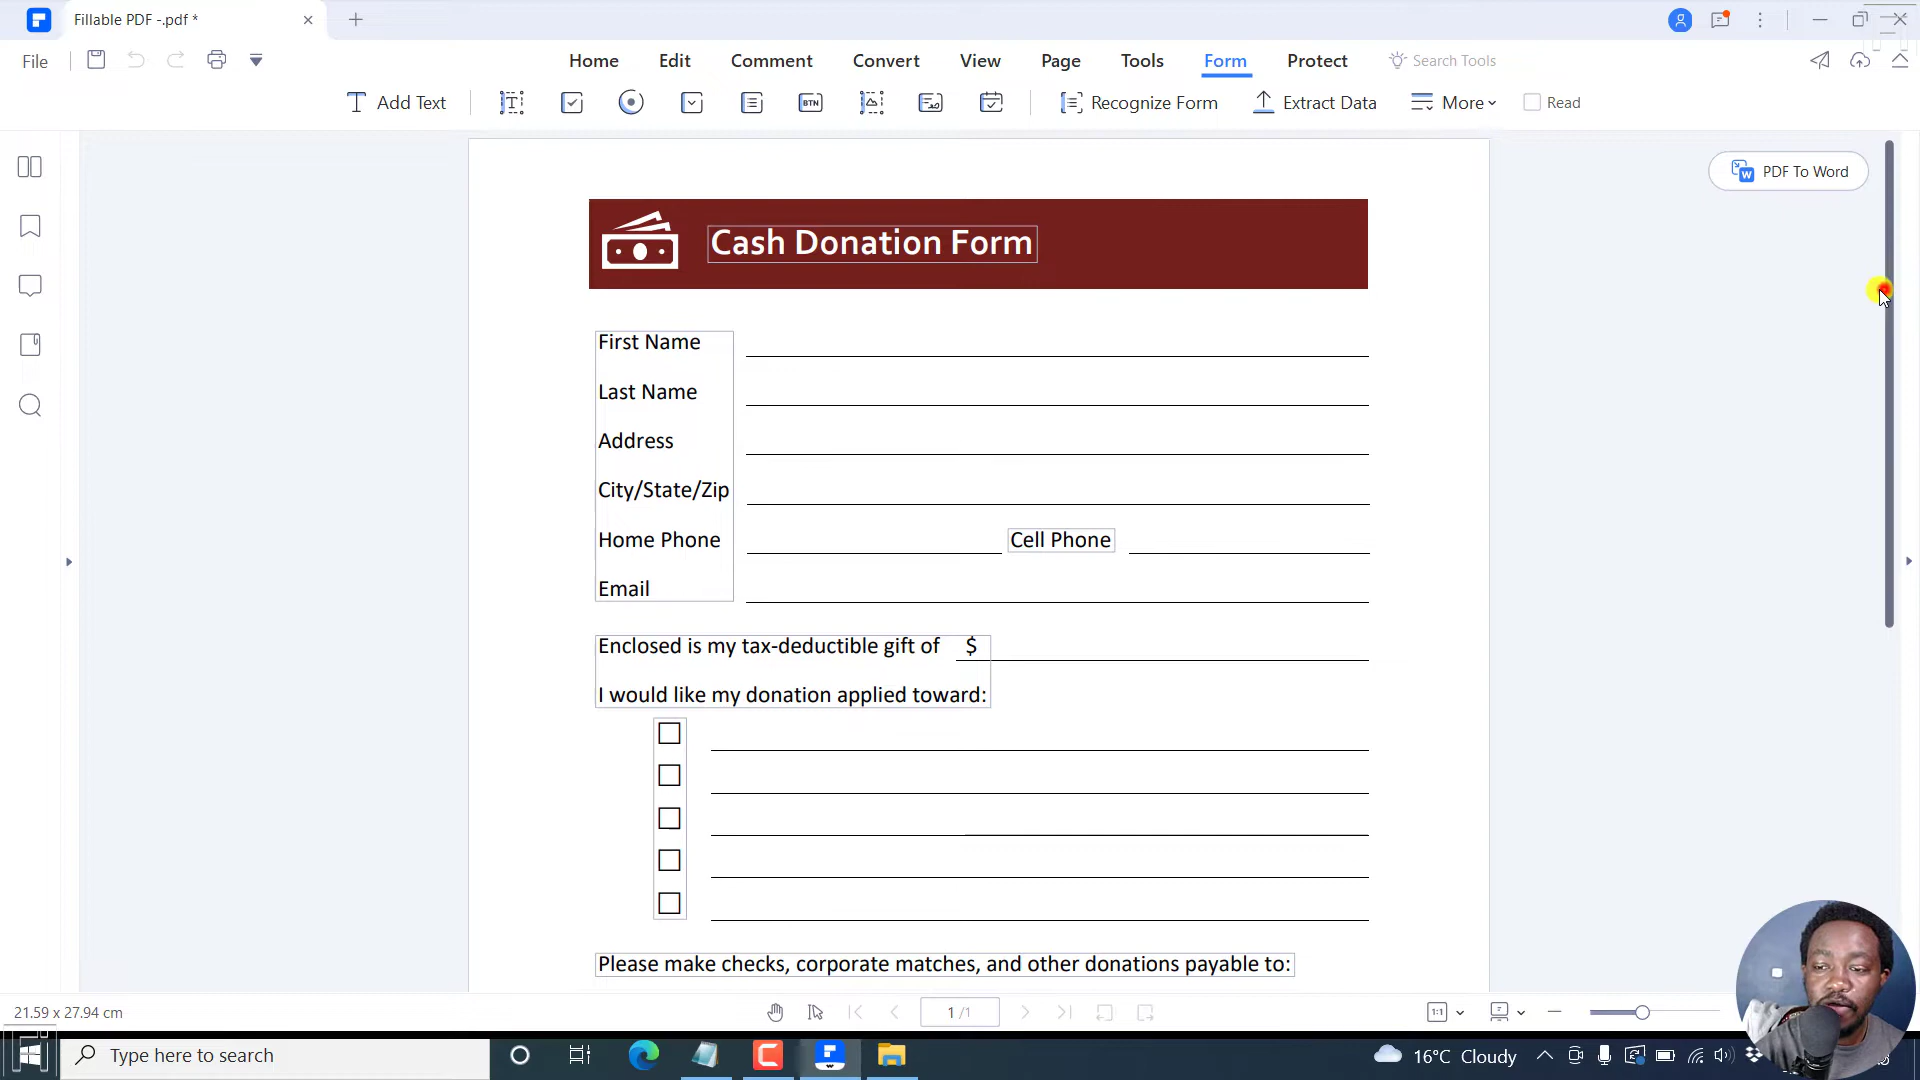 Fillable PDF -.pdf *
File
Home Edit Comment Convert View Page Tools Form Protect Search Tools
Add Text BTN Recognize Form Extract Data More Read
PDF To Word
Cash Donation Form
First Name
Last Name
Address
City/State/Zip
Home Phone Cell Phone
Email
Enclosed is my tax-deductible gift of $
I would like my donation applied toward:
Please make checks, corporate matches, and other donations payable to:
21.59 x 27.94 cm
1 /1
1:1
Type here to search
16°C Cloudy